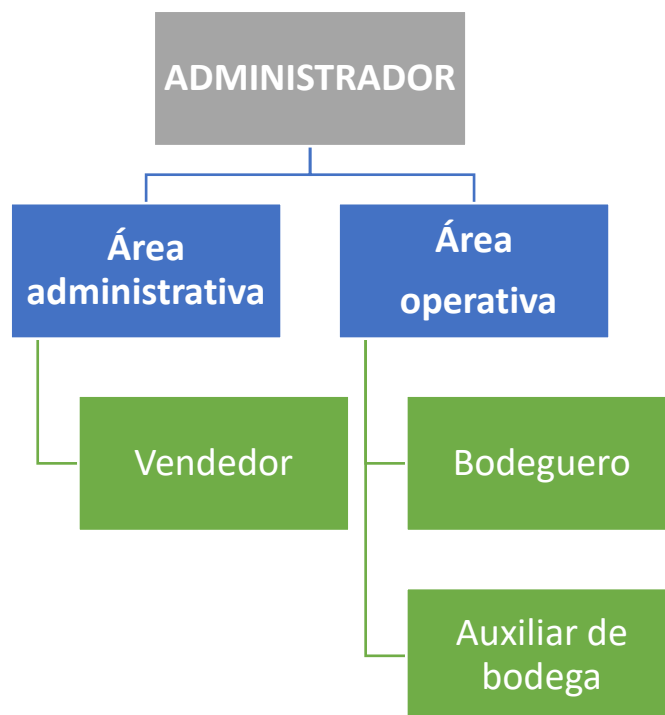 ADMINISTRADOR
Área
administrativa
Área
operativa
Vendedor
Bodeguero
Auxiliar de
bodega